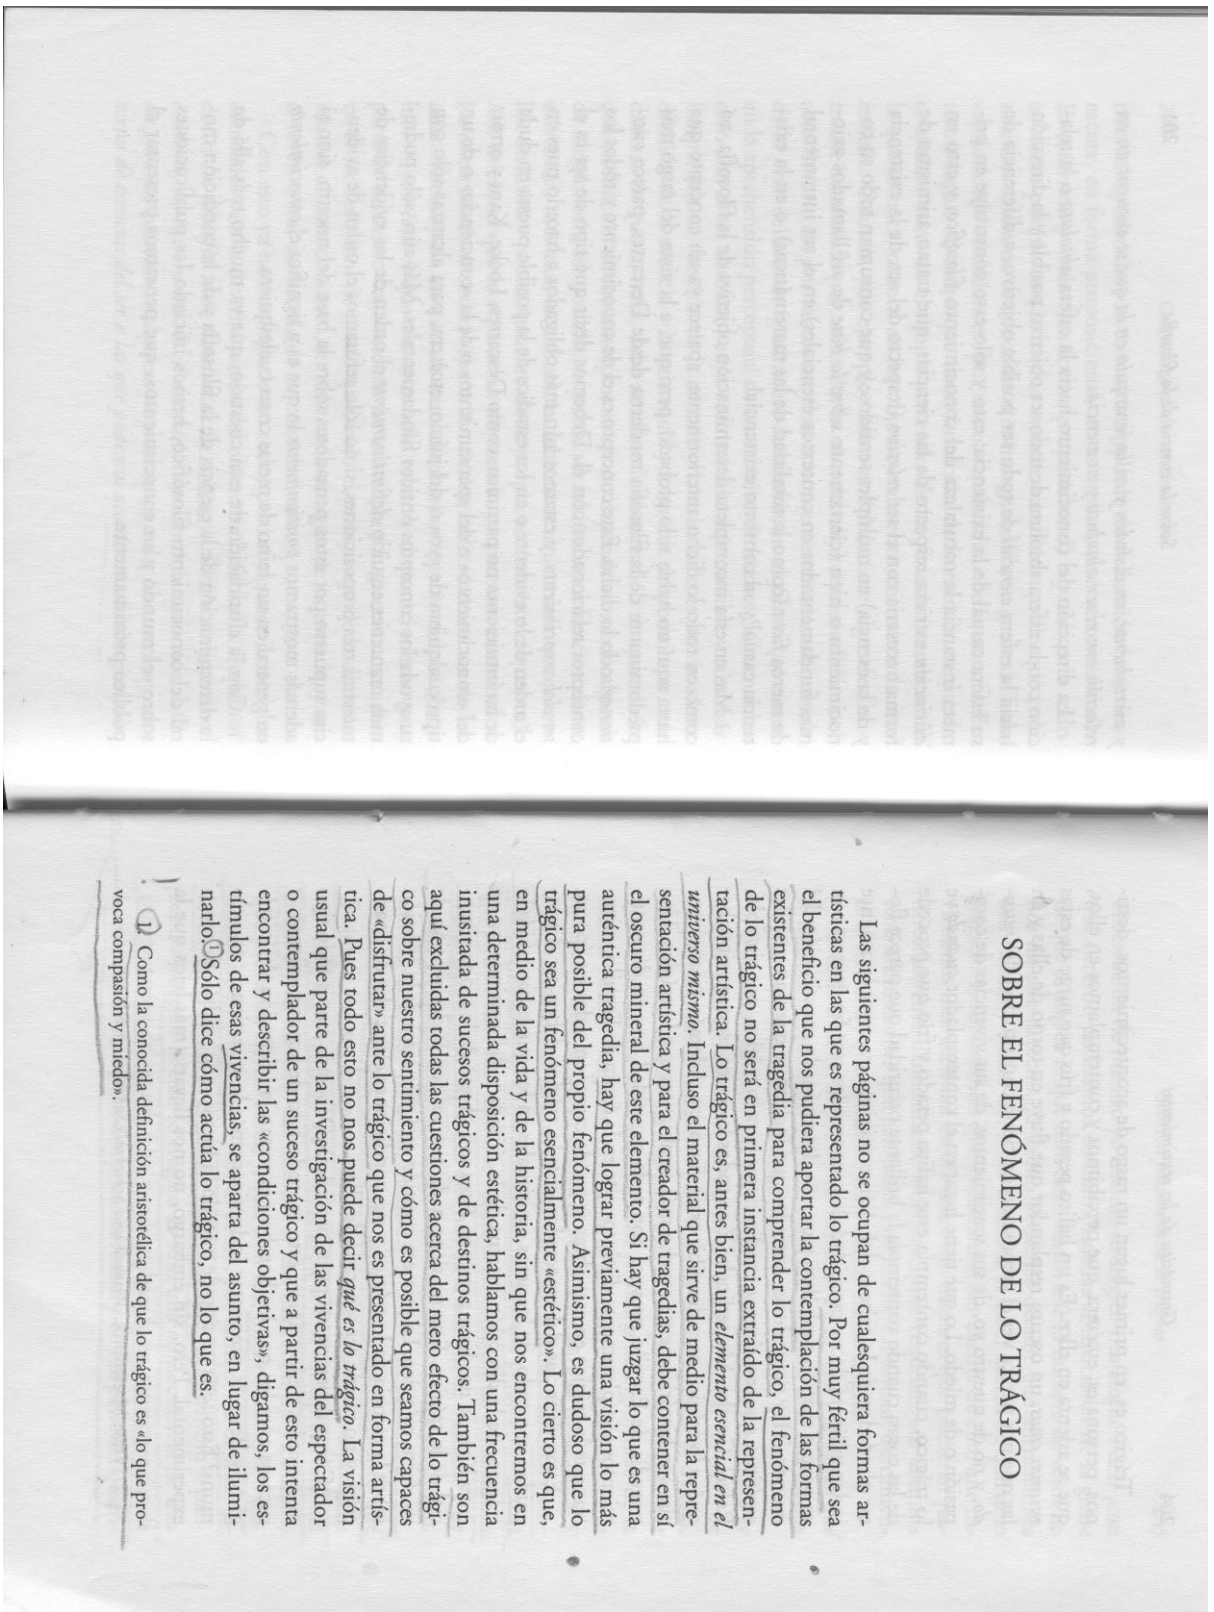 SOBRE EL FENÓMENO DE LO TRÁGICO
Las siguientes páginas no se ocupan de cualesquiera formas ar-
tísticas en las que es representado lo trágico. Por muy fértil que sea
el beneficio que nos pudiera aportar la contemplación de las formas
existentes de la tragedia para comprender lo trágico, el fenómeno
de lo trágico no será en primera instancia extraído de la represen-
tación artística. Lo trágico es, antes bien, un elemento esencial en el
universo mismo. Incluso el material que sirve de medio para la repre-
sentación artística y para el creador de tragedias, debe contener en sí
el oscuro mineral de este elemento. Si hay que juzgar lo que es una
auténtica tragedia, hay que lograr previamente una visión lo más
pura posible del propio fenómeno. Asimismo, es dudoso que lo
trágico sea un fenómeno esencialmente «estético». Lo cierto es que,
en medio de la vida y de la historia, sin que nos encontremos en
una determinada disposición estética, hablamos con una frecuencia
inusitada de sucesos trágicos y de destinos trágicos. También son
aquí excluidas todas las cuestiones acerca del mero efecto de lo trági-
co sobre nuestro sentimiento y cómo es posible que seamos capaces
de «disfrutar» ante lo trágico que nos es presentado en forma artís-
tica. Pues todo esto no nos puede decir qué es lo trágico. La visión
usual que parte de la investigación de las vivencias del espectador
o contemplador de un suceso trágico y que a partir de esto intenta
encontrar y describir las «condiciones objetivas», digamos, los es-
tímulos de esas vivencias, se aparta del asunto, en lugar de ilumi-
narlo.1 Sólo dice cómo actúa lo trágico, no lo que es.
1. Como la conocida definición aristotélica de que lo trágico es «lo que pro-
voca compasión y miedo».